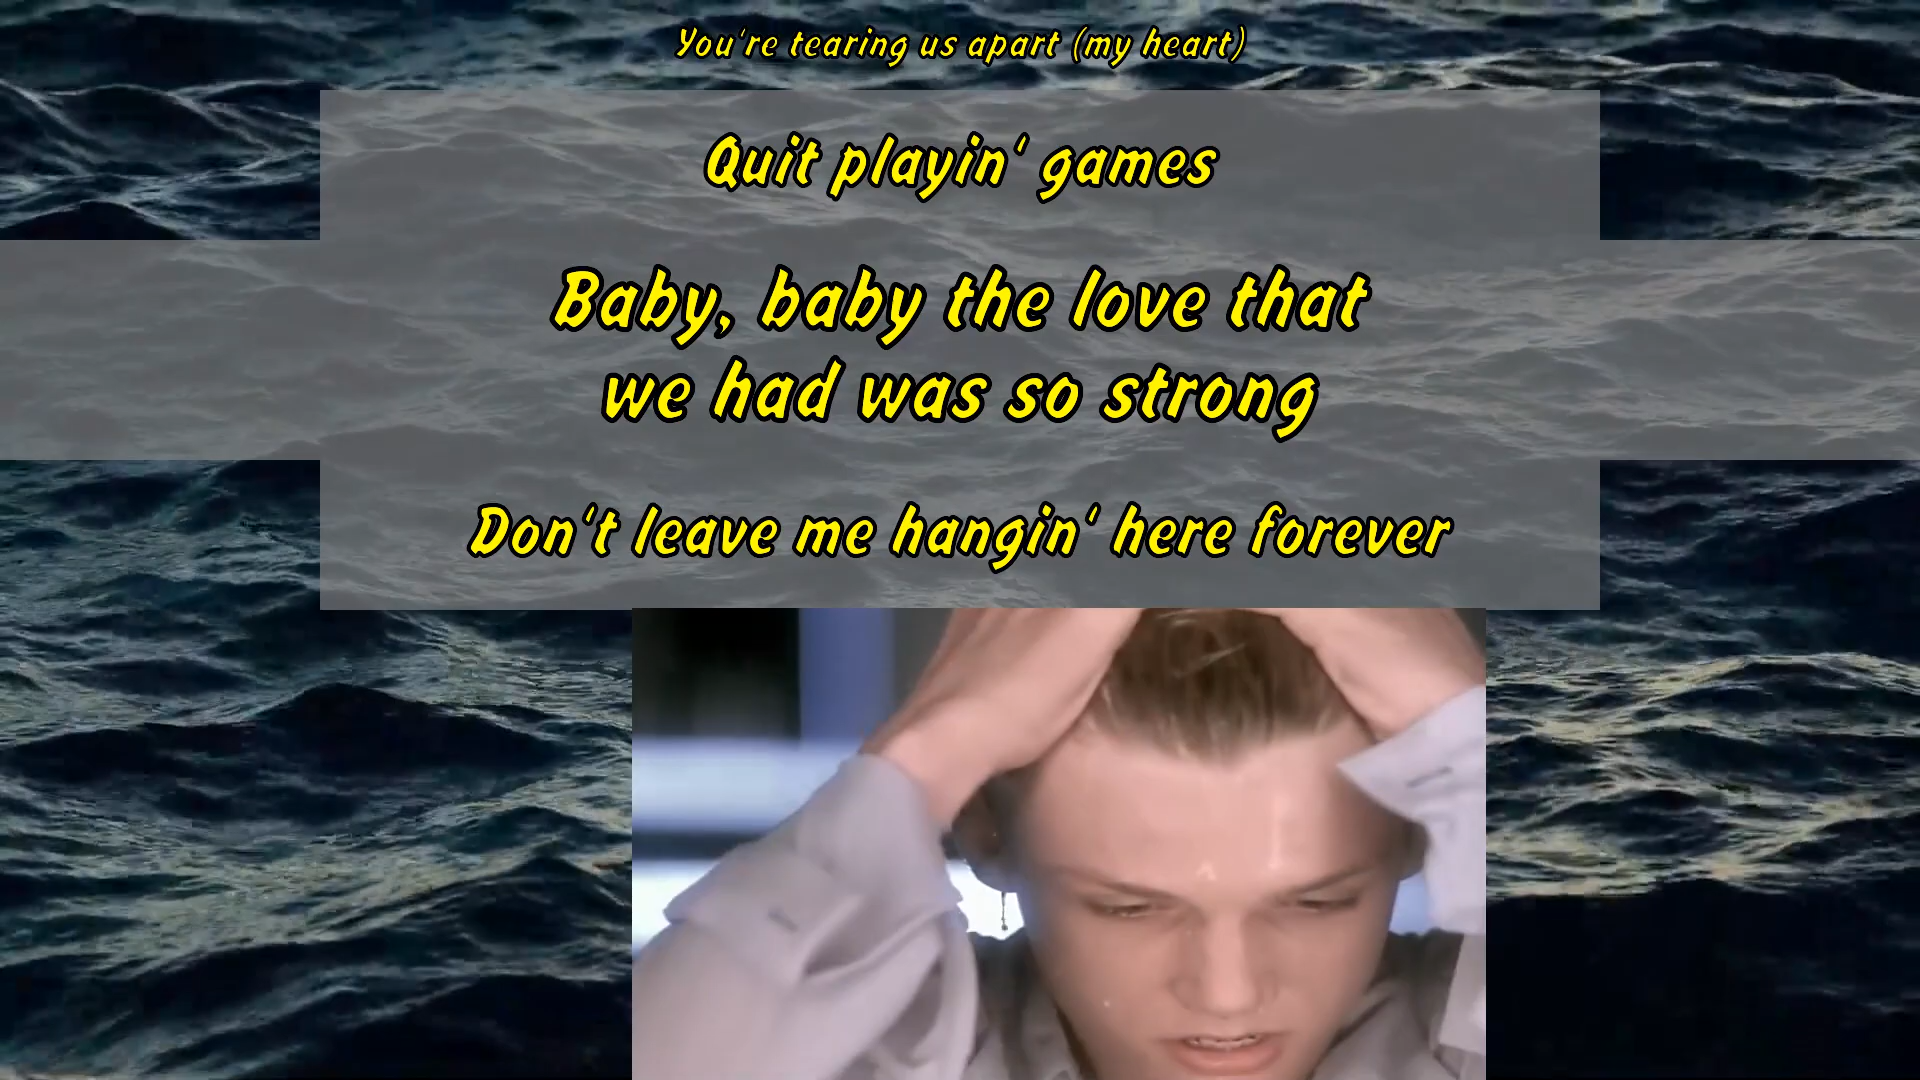 You're tearing us apart (my heart)
Quit playin' games
Baby, baby the love that
we had was so strong
Don't leave me hangin' here forever